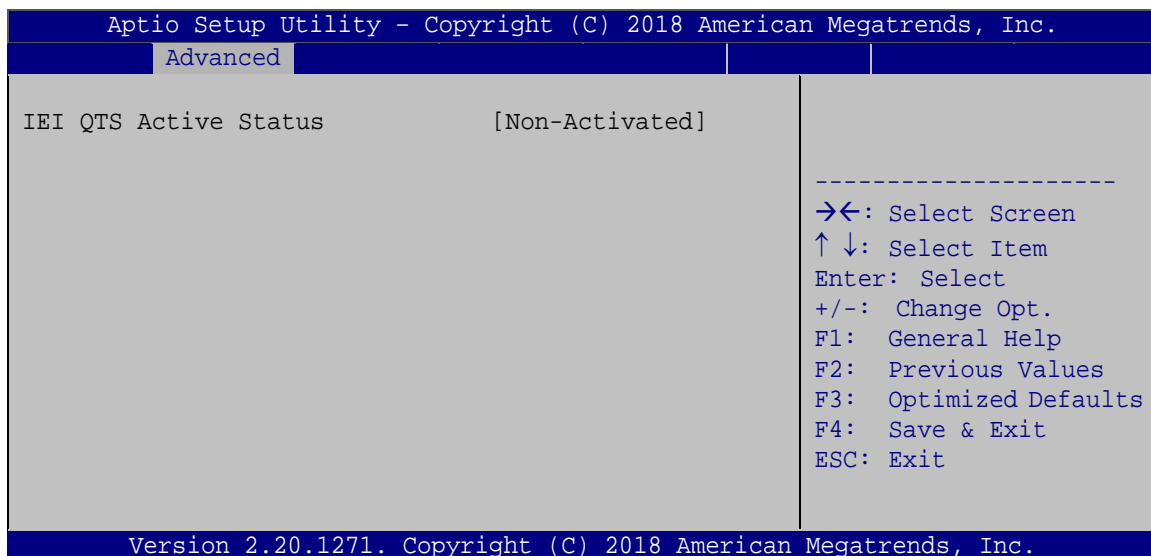 Aptio Setup Utility – Copyright (C) 2018 American Megatrends, Inc.
Advanced
IEI QTS Active Status [Non-Activated]
---------------------
→←: Select Screen
↑ ↓: Select Item
Enter: Select
+/-: Change Opt.
F1: General Help
F2: Previous Values
F3: Optimized Defaults
F4: Save & Exit
ESC: Exit
Version 2.20.1271. Copyright (C) 2018 American Megatrends, Inc.